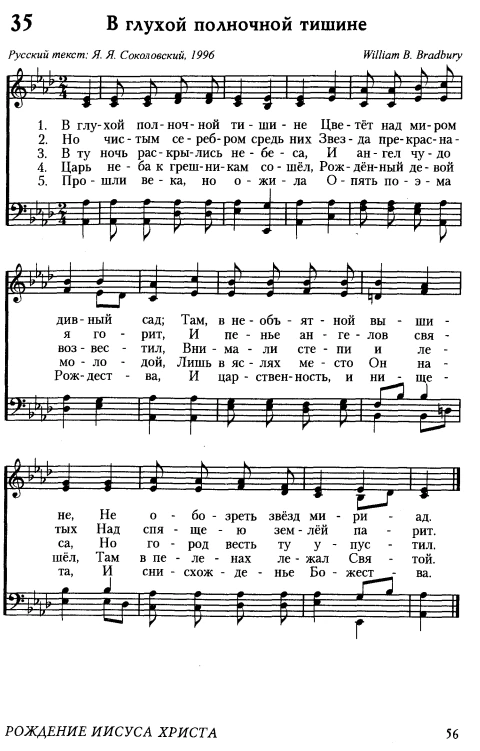 35 В глухой полночной тишине
Русский текст: Я. Я. Соколовский, 1996 William B. Bradbury
1. В глу-хой пол-ноч-ной ти-ши-не Цве-тёт над ми-ром
2. Но чис-тым се-реб-ром средь них Звез-да пре-крас-на-
3. В ту ночь рас-кры-лись не-бе-са, И ан-гел чу-до
4. Царь не-ба к греш-ни-кам со-шёл, Рож-дён-ный де-вой
5. Про-шли ве-ка, но о-жи-ла О-пять по-э-ма
див-ный сад; Там, в не-объ-ят-ной вы-ши-
я го-рит, И пе-нье ан-ге-лов свя-
воз-вес-тил, Вни-ма-ли сте-пи и ле-
мо-ло-дой, Лишь в яс-лях мес-то Он на-
Рож-дест-ва, И цар-ствен-ность, и ни-ще-
не, Не о-бо-зреть звёзд ми-ри-ад.
тых Над спя-ще-ю зем-лёй па-рит.
са, Но го-род весть ту у-пус-тил.
шёл, Там в пе-ле-нах ле-жал Свя-той.
та, И снис-хож-де-нье Бо-жест-ва.
РОЖДЕНИЕ ИИСУСА ХРИСТА 56